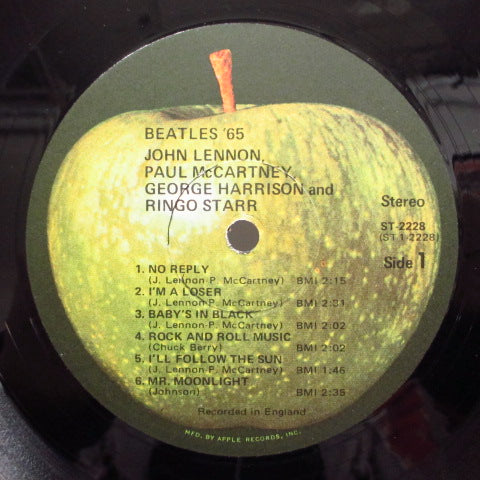 BEATLES '65
JOHN LENNON,
PAUL McCARTNEY,
GEORGE HARRISON and
RINGO STARR
Stereo
ST-2228
(ST 1-2228)
Side 1
1. NO REPLY
(J. Lennon-P. McCartney) BMI 2:15
2. I'M A LOSER
(J. Lennon-P. McCartney) BMI 2:31
3. BABY'S IN BLACK
(J. Lennon-P. McCartney) BMI 2:02
4. ROCK AND ROLL MUSIC
(Chuck Berry) BMI 2:02
5. I'LL FOLLOW THE SUN
(J. Lennon-P. McCartney) BMI 1:46
6. MR. MOONLIGHT
(Johnson) BMI 2:35
Recorded in England
MFD. BY APPLE RECORDS, INC.